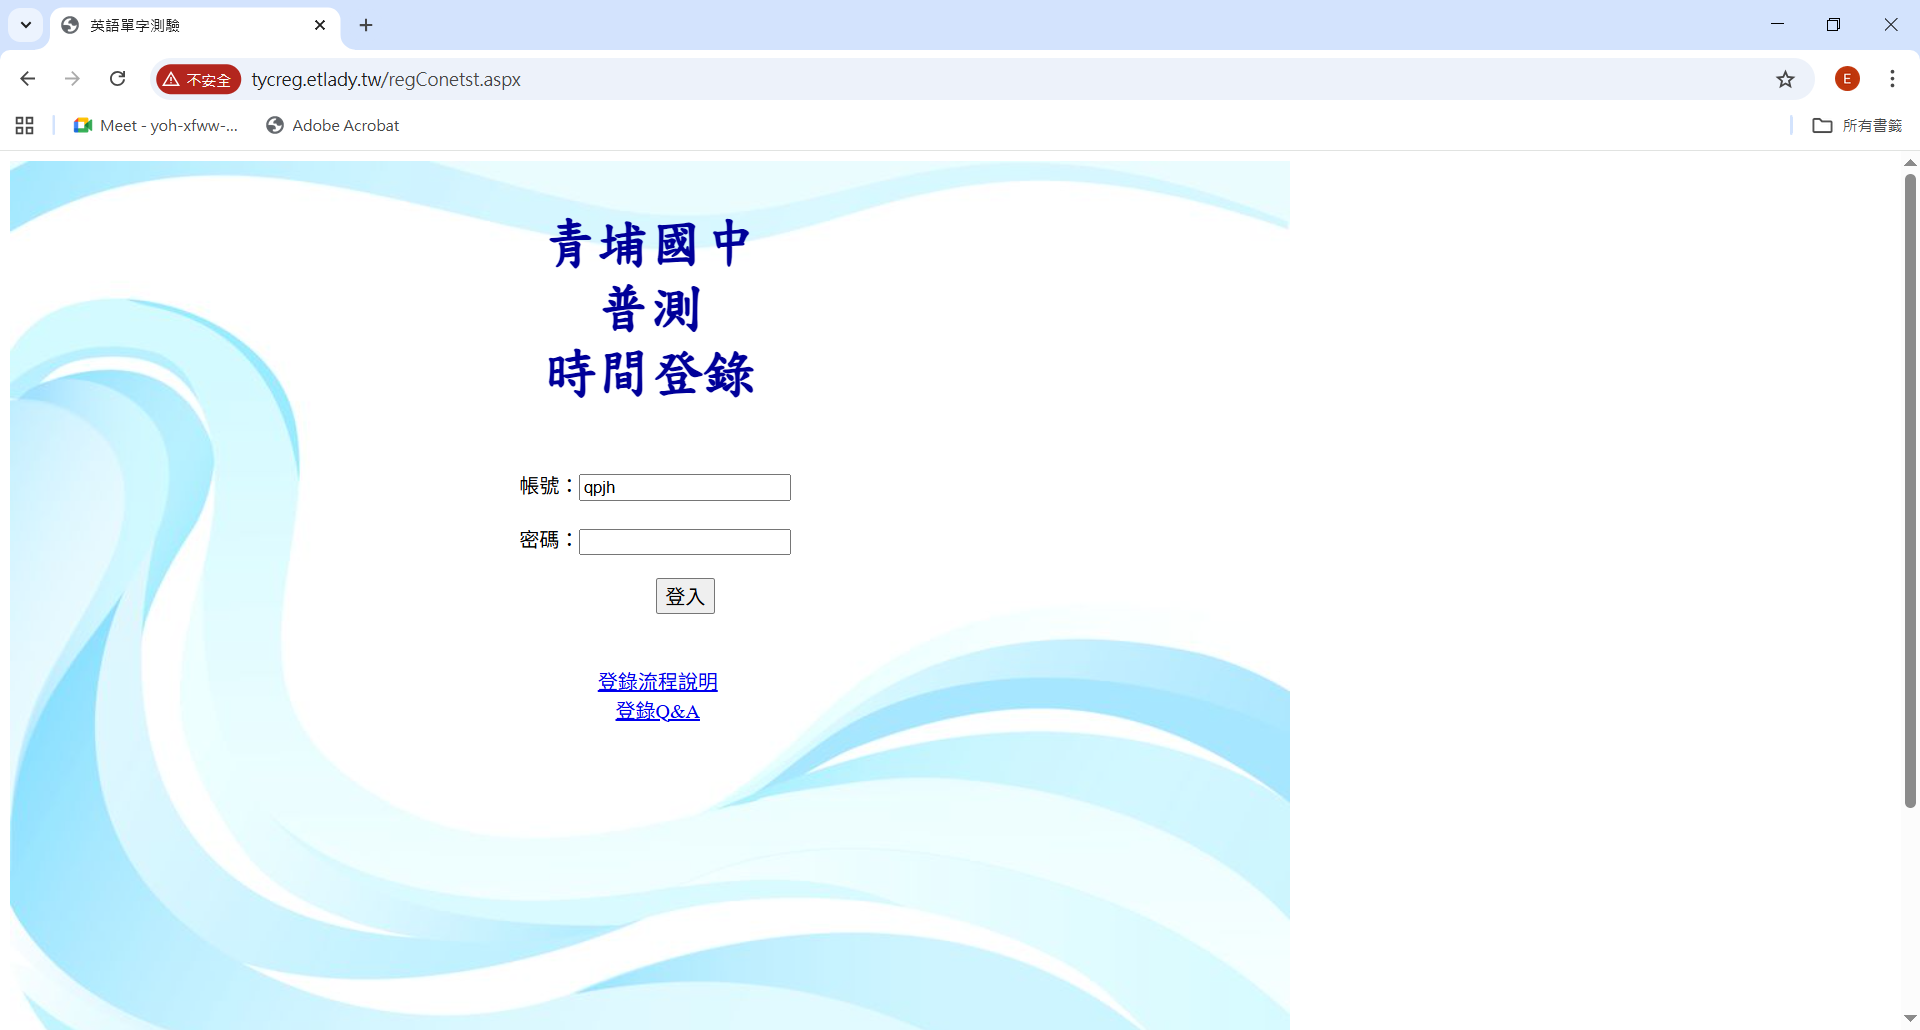 英語單字測驗
不安全
tycreg.etlady.tw/regConetst.aspx
E
Meet - yoh-xfww-...
Adobe Acrobat
所有書籤
青埔國中
普測
時間登錄
帳號：qpjh
密碼：
登入
登錄流程說明
登錄Q&A